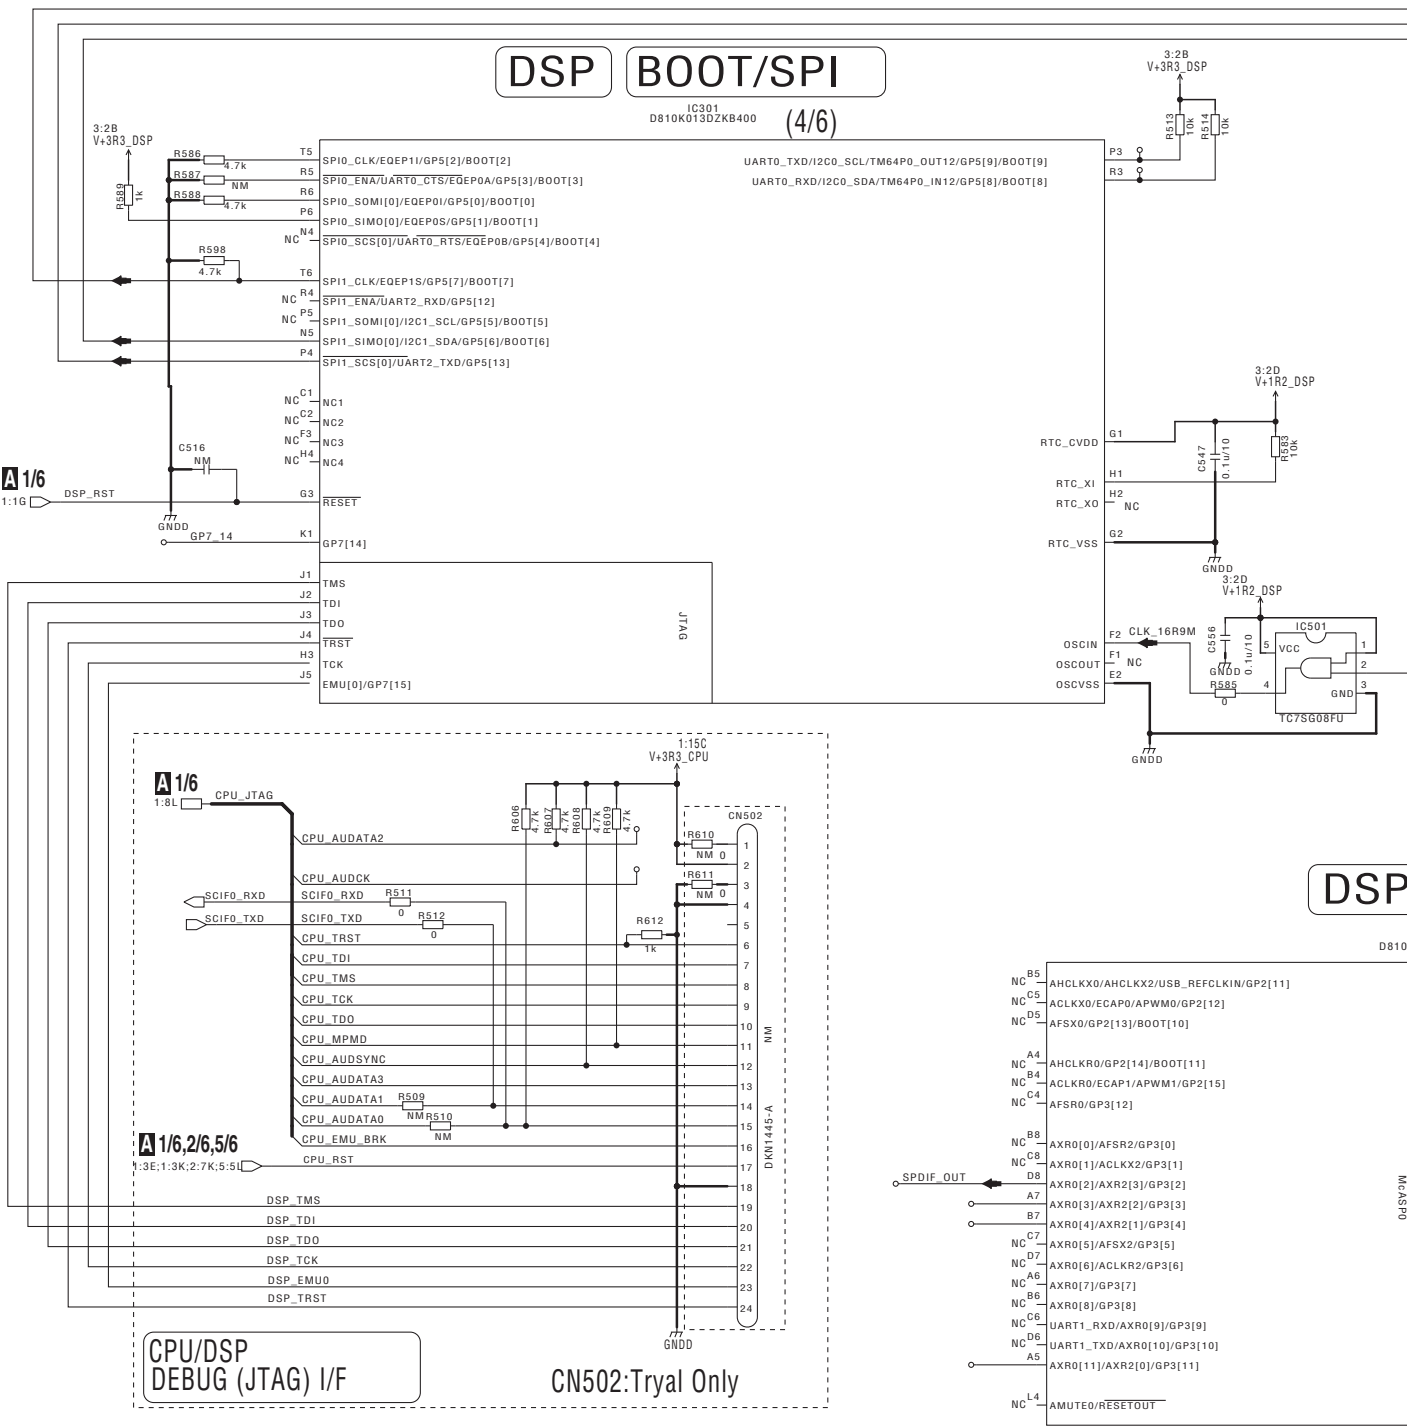 DSP BOOT/SPI
IC301
D810K013DZKB400
(4/6)
3:2B
V+3R3_DSP
R513
10k
R514
10k
P3
R3
UART0_TXD/I2C0_SCL/TM64P0_OUT12/GP5[9]/BOOT[9]
UART0_RXD/I2C0_SDA/TM64P0_IN12/GP5[8]/BOOT[8]
3:2B
V+3R3_DSP
R589
1k
R586
4.7k
R587
NM
R588
4.7k
R598
4.7k
T5 SPI0_CLK/EQEP1I/GP5[2]/BOOT[2]
R5 SPI0_ENA/UART0_CTS/EQEP0A/GP5[3]/BOOT[3]
R6 SPI0_SOMI[0]/EQEP0I/GP5[0]/BOOT[0]
P6 SPI0_SIMO[0]/EQEP0S/GP5[1]/BOOT[1]
NC N4 SPI0_SCS[0]/UART0_RTS/EQEP0B/GP5[4]/BOOT[4]
T6 SPI1_CLK/EQEP1S/GP5[7]/BOOT[7]
NC R4 SPI1_ENA/UART2_RXD/GP5[12]
NC P5 SPI1_SOMI[0]/I2C1_SCL/GP5[5]/BOOT[5]
N5 SPI1_SIMO[0]/I2C1_SDA/GP5[6]/BOOT[6]
P4 SPI1_SCS[0]/UART2_TXD/GP5[13]
NC C1 NC1
NC C2 NC2
NC F3 NC3
NC H4 NC4
C516
NM
A 1/6
1:1G DSP_RST G3 RESET
GNDD
GP7_14 K1 GP7[14]
3:2D
V+1R2_DSP
RTC_CVDD G1
C547
0.1u/10
R583
10k
RTC_XI H1
RTC_XO H2 NC
RTC_VSS G2
GNDD
J1 TMS
J2 TDI
J3 TDO
J4 TRST
H3 TCK
J5 EMU[0]/GP7[15]
JTAG
3:2D
V+1R2_DSP
OSCIN F2 CLK_16R9M
OSCOUT F1 NC
OSCVSS E2
GNDD
C556
0.1u/10
GNDD
R585
0
IC501
5 VCC 1
2
4 GND 3
TC7SG08FU
1:15C
V+3R3_CPU
A 1/6
1:8L CPU_JTAG
R606
4.7k
R607
4.7k
R608
4.7k
R609
4.7k
CN502
R610
NM 0
R611
NM 0
R612
1k
CPU_AUDATA2
CPU_AUDCK
SCIF0_RXD SCIF0_RXD R511
0
SCIF0_TXD SCIF0_TXD R512
0
CPU_TRST
CPU_TDI
CPU_TMS
CPU_TCK
CPU_TDO
CPU_MPMD
CPU_AUDSYNC
CPU_AUDATA3
CPU_AUDATA1 R509
NM
CPU_AUDATA0 R510
NM
CPU_EMU_BRK
A 1/6,2/6,5/6
1:3E;1:3K;2:7K;5:5L CPU_RST
DSP_TMS
DSP_TDI
DSP_TDO
DSP_TCK
DSP_EMU0
DSP_TRST
1
2
3
4
5
6
7
8
9
10
11
12
13
14
15
16
17
18
19
20
21
22
23
24
NM
DKN1445-A
GNDD
CPU/DSP
DEBUG (JTAG) I/F
CN502:Tryal Only
DSP
D810
NC B5 AHCLKX0/AHCLKX2/USB_REFCLKIN/GP2[11]
NC C5 ACLKX0/ECAP0/APWM0/GP2[12]
NC D5 AFSX0/GP2[13]/BOOT[10]
NC A4 AHCLKR0/GP2[14]/BOOT[11]
NC B4 ACLKR0/ECAP1/APWM1/GP2[15]
NC C4 AFSR0/GP3[12]
NC B8 AXR0[0]/AFSR2/GP3[0]
NC C8 AXR0[1]/ACLKX2/GP3[1]
SPDIF_OUT D8 AXR0[2]/AXR2[3]/GP3[2]
A7 AXR0[3]/AXR2[2]/GP3[3]
B7 AXR0[4]/AXR2[1]/GP3[4]
NC C7 AXR0[5]/AFSX2/GP3[5]
NC D7 AXR0[6]/ACLKR2/GP3[6]
NC A6 AXR0[7]/GP3[7]
NC B6 AXR0[8]/GP3[8]
NC C6 UART1_RXD/AXR0[9]/GP3[9]
NC D6 UART1_TXD/AXR0[10]/GP3[10]
A5 AXR0[11]/AXR2[0]/GP3[11]
NC L4 AMUTE0/RESETOUT
McASP0